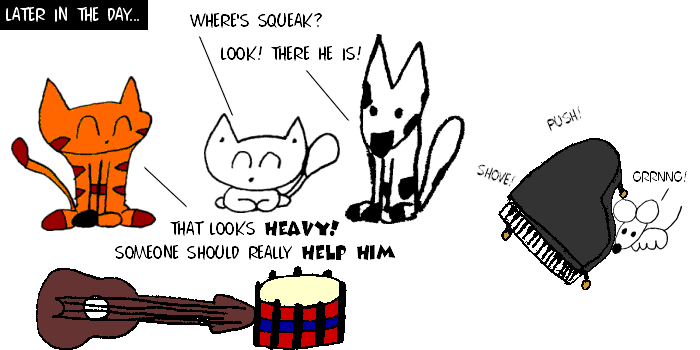 LATER IN THE DAY...
WHERE'S SQUEAK?
LOOK! THERE HE IS!
THAT LOOKS HEAVY!
SOMEONE SHOULD REALLY HELP HIM
PUSH!
SHOVE!
GRRNNG!